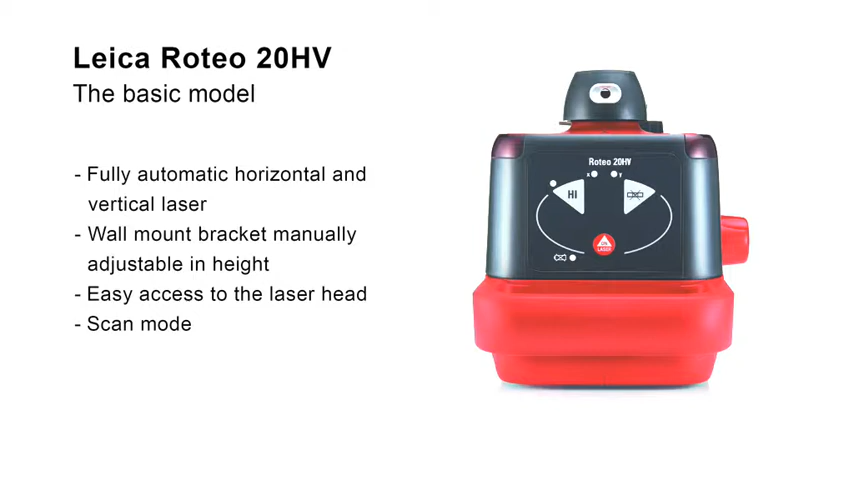 Leica Roteo 20HV
The basic model
- Fully automatic horizontal and
vertical laser
- Wall mount bracket manually
adjustable in height
- Easy access to the laser head
- Scan mode
Roteo 20HV
x y
HI
LASER